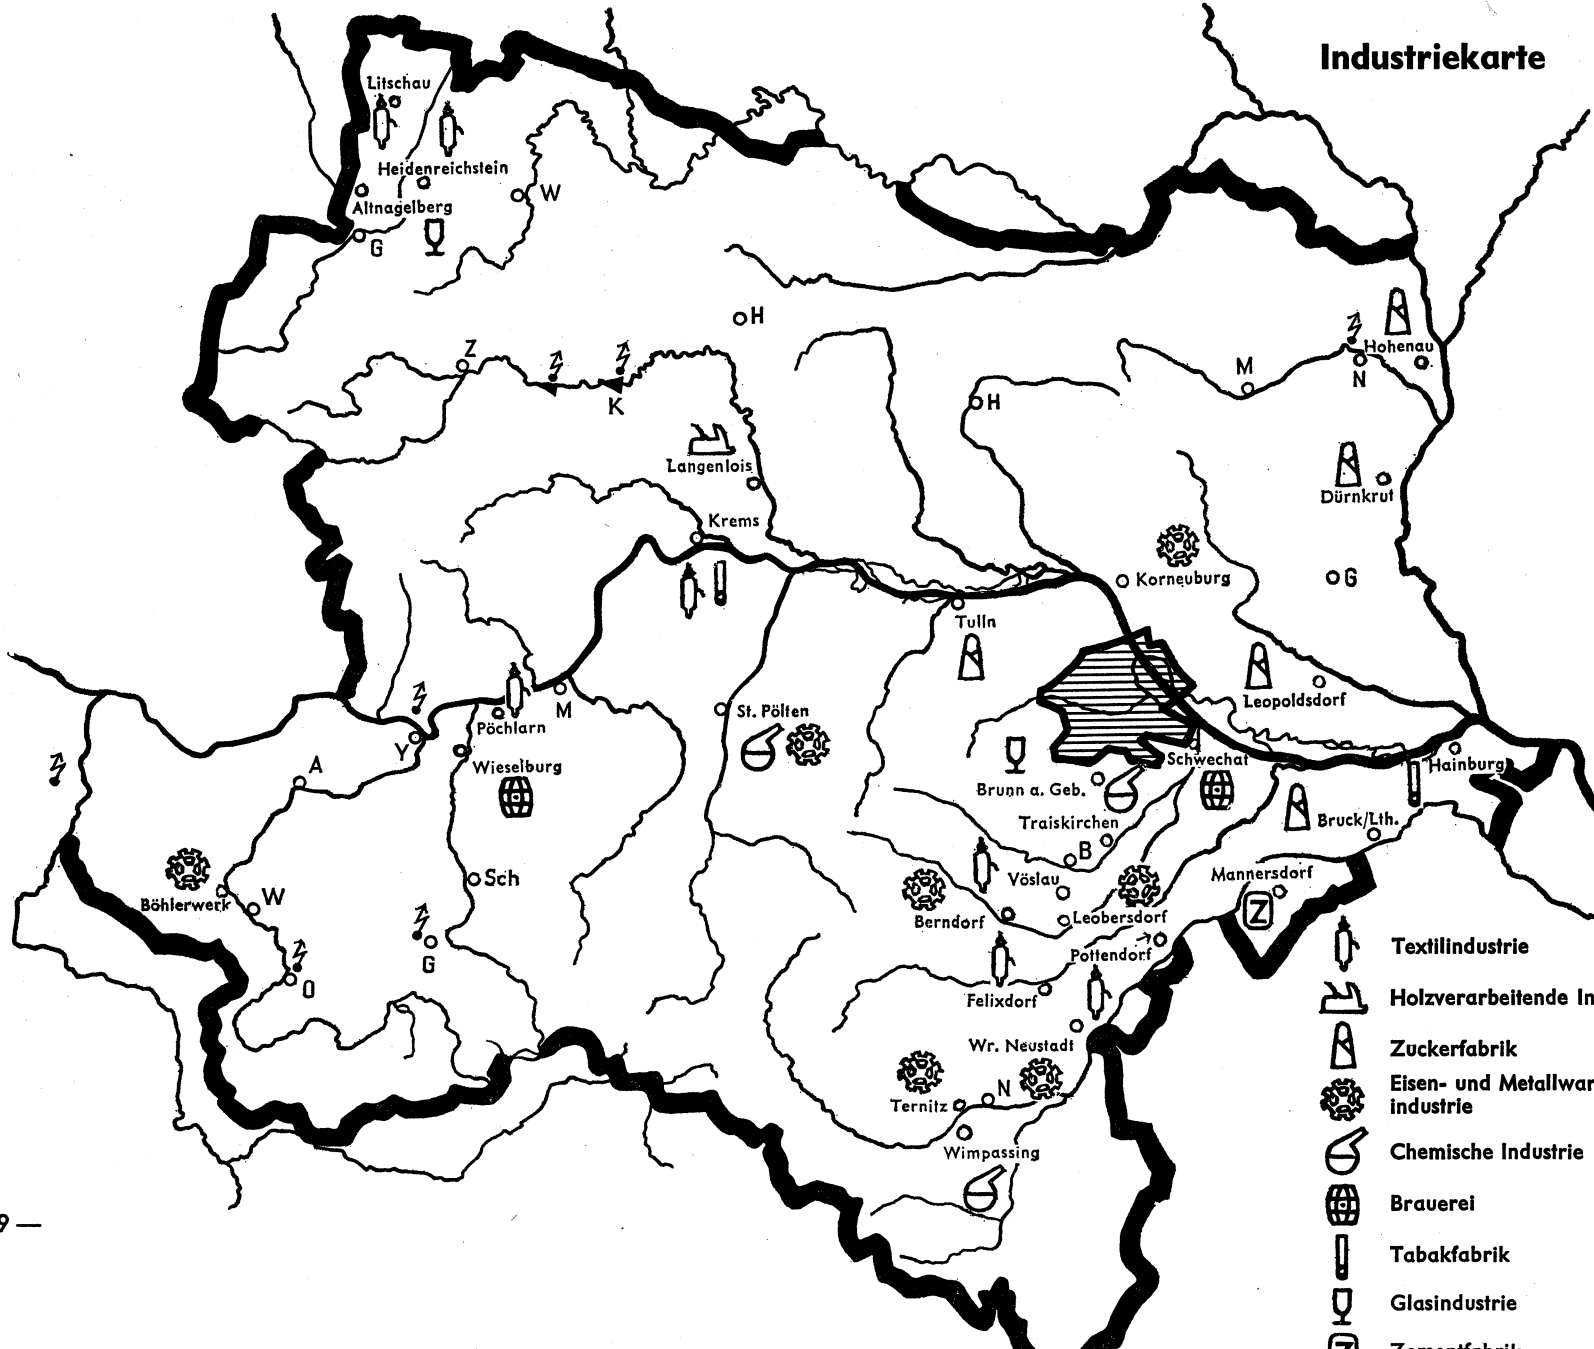 Industriekarte
Litschau
Heidenreichstein
W
Altnagelberg
G
H
Hohenau
Z
M
N
K
H
Langenlois
Dürnkrut
Krems
Korneuburg
G
Tulln
Leopoldsdorf
M
St. Pölten
Pöchlarn
Y
Wieselburg
A
Schwechat
Hainburg
Brunn a. Geb.
Traiskirchen
Bruck/Lth.
B
Sch
Vöslau
Mannersdorf
Böhlerwerk
W
Berndorf
Leobersdorf
Z
Pottendorf
G
O
Felixdorf
Wr. Neustadt
N
Ternitz
Wimpassing
9 —
Textilindustrie
Holzverarbeitende In
Zuckerfabrik
Eisen- und Metallwar
industrie
Chemische Industrie
Brauerei
Tabakfabrik
Glasindustrie
Z